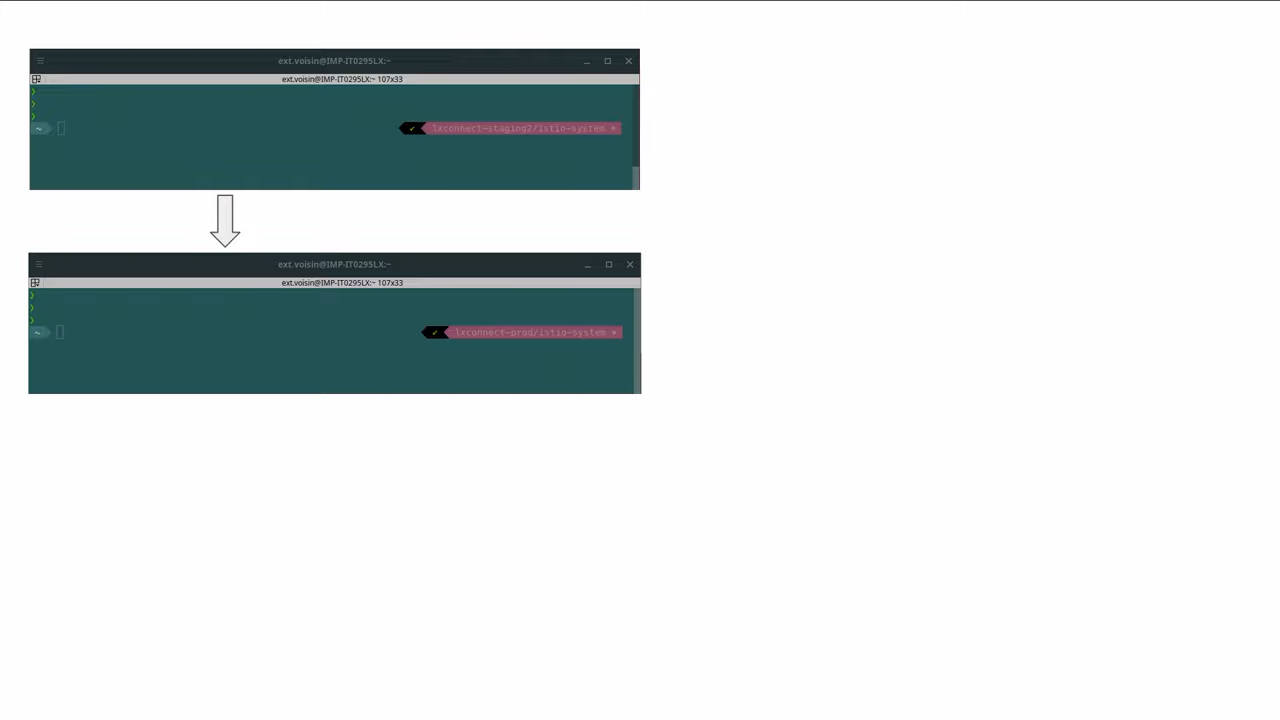 ext.voisin@IMP-IT0295LX:~
ext.voisin@IMP-IT0295LX:~ 107x33
~ ✔ lxconnect-staging2/istio-system
ext.voisin@IMP-IT0295LX:~
ext.voisin@IMP-IT0295LX:~ 107x33
~ ✔ lxconnect-prod/istio-system